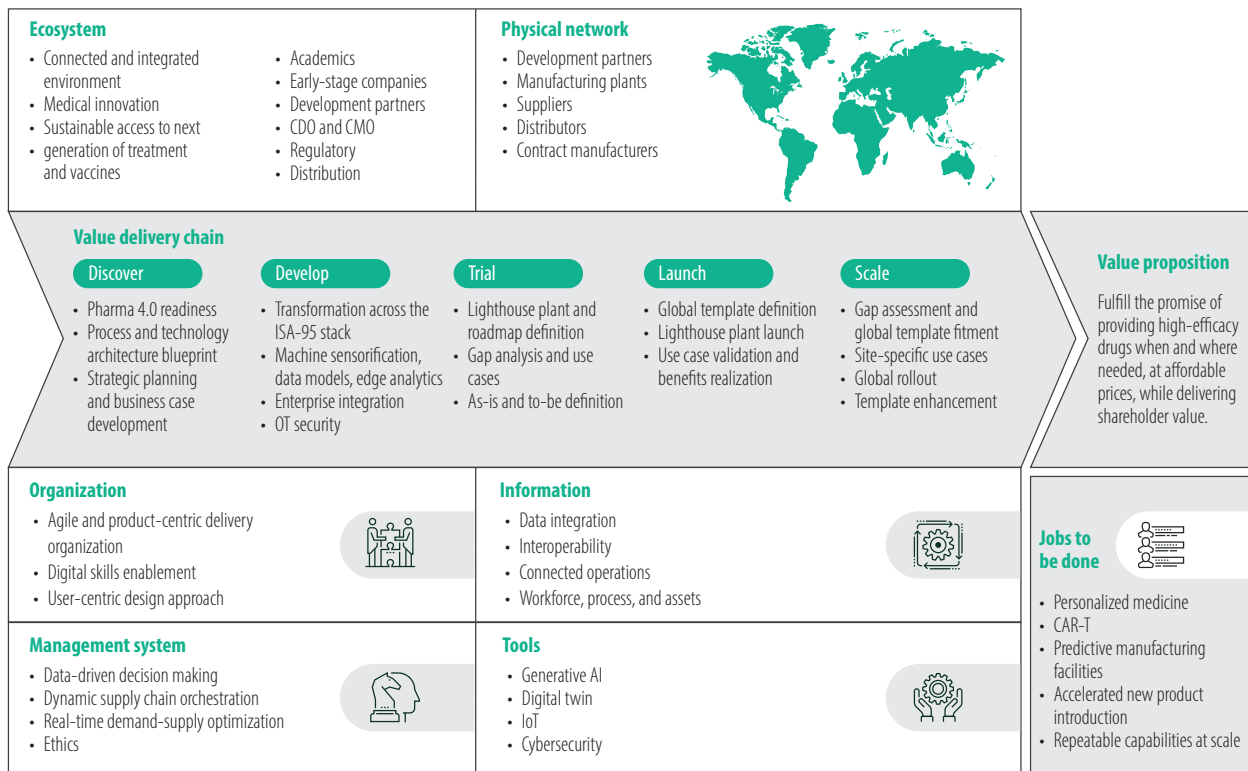 Ecosystem
• Connected and integrated
environment
• Medical innovation
• Sustainable access to next
• generation of treatment
and vaccines
• Academics
• Early-stage companies
• Development partners
• CDO and CMO
• Regulatory
• Distribution
Physical network
• Development partners
• Manufacturing plants
• Suppliers
• Distributors
• Contract manufacturers
Value delivery chain
Discover
• Pharma 4.0 readiness
• Process and technology
architecture blueprint
• Strategic planning
and business case
development
Develop
• Transformation across the
ISA-95 stack
• Machine sensorification,
data models, edge analytics
• Enterprise integration
• OT security
Trial
• Lighthouse plant and
roadmap definition
• Gap analysis and use
cases
• As-is and to-be definition
Launch
• Global template definition
• Lighthouse plant launch
• Use case validation and
benefits realization
Scale
• Gap assessment and
global template fitment
• Site-specific use cases
• Global rollout
• Template enhancement
Value proposition
Fulfill the promise of
providing high-efficacy
drugs when and where
needed, at affordable
prices, while delivering
shareholder value.
Organization
• Agile and product-centric delivery
organization
• Digital skills enablement
• User-centric design approach
Information
• Data integration
• Interoperability
• Connected operations
• Workforce, process, and assets
Management system
• Data-driven decision making
• Dynamic supply chain orchestration
• Real-time demand-supply optimization
• Ethics
Tools
• Generative AI
• Digital twin
• IoT
• Cybersecurity
Jobs to
be done
• Personalized medicine
• CAR-T
• Predictive manufacturing
facilities
• Accelerated new product
introduction
• Repeatable capabilities at scale